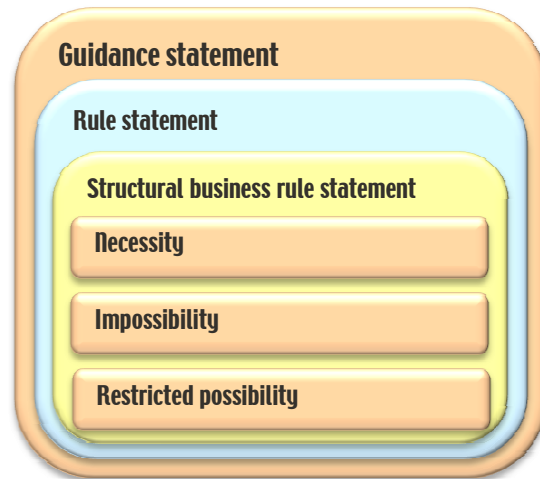 Guidance statement
Rule statement
Structural business rule statement
Necessity
Impossibility
Restricted possibility